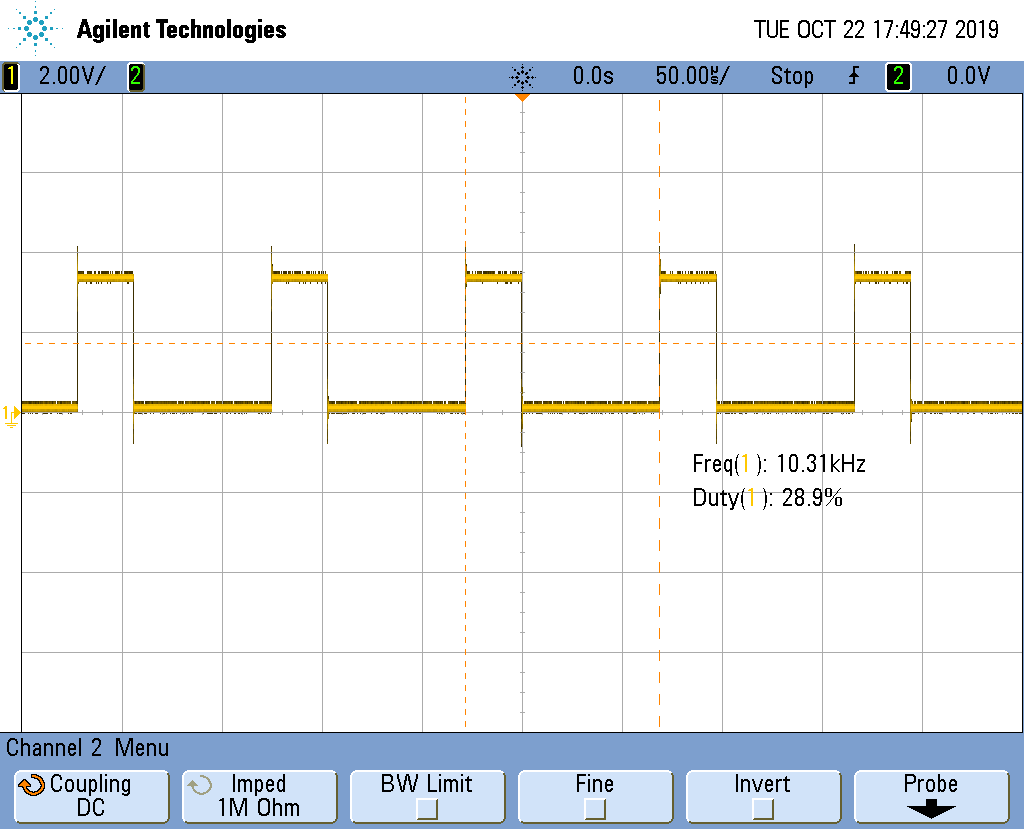 Agilent Technologies TUE OCT 22 17:49:27 2019
1 2.00V/ 2 0.0s 50.00µs/ Stop 2 0.0V
1
Freq(1): 10.31kHz
Duty(1): 28.9%
Channel 2 Menu
Coupling Imped BW Limit Fine Invert Probe
DC 1M Ohm